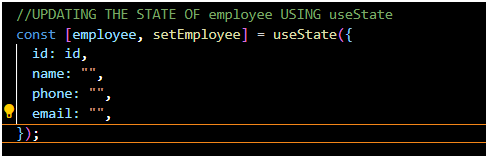 //UPDATING THE STATE OF employee USING useState
const [employee, setEmployee] = useState({
  id: id,
  name: "",
  phone: "",
  email: "",
});